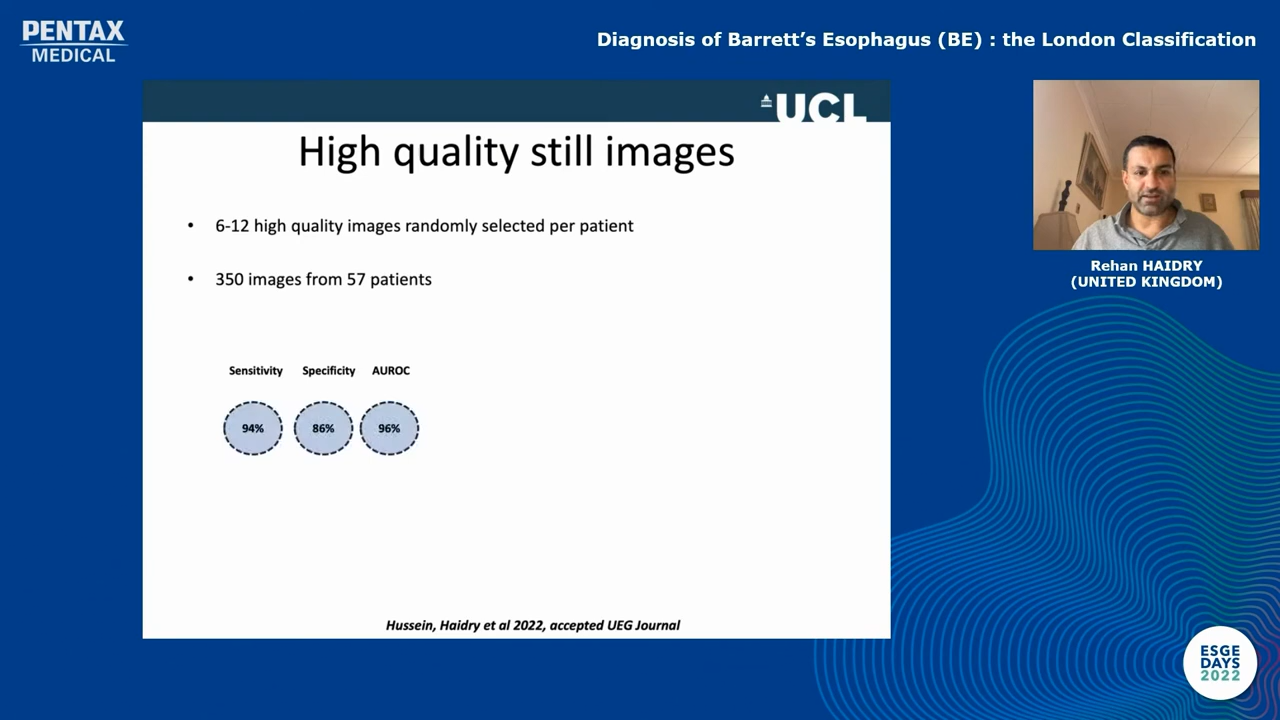 PENTAX
MEDICAL
Diagnosis of Barrett’s Esophagus (BE) : the London Classification
UCL
High quality still images
• 6-12 high quality images randomly selected per patient
• 350 images from 57 patients
Sensitivity Specificity AUROC
94% 86% 96%
Hussein, Haidry et al 2022, accepted UEG Journal
Rehan HAIDRY
(UNITED KINGDOM)
ESGE
DAYS
2022